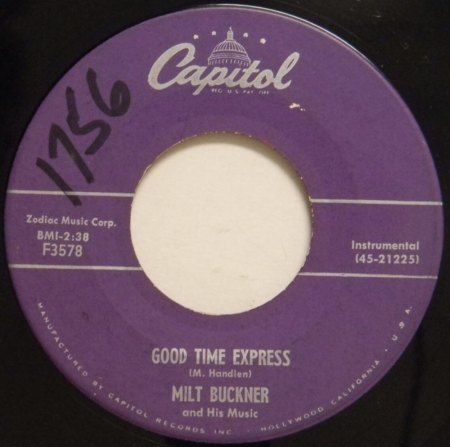 Capitol
REG. U.S. PAT. OFF.
1756
Zodiac Music Corp.
BMI-2:38
F3578
Instrumental
(45-21225)
GOOD TIME EXPRESS
(M. Handlen)
MILT BUCKNER
and His Music
MANUFACTURED BY CAPITOL RECORDS INC. · HOLLYWOOD CALIFORNIA · U.S.A.